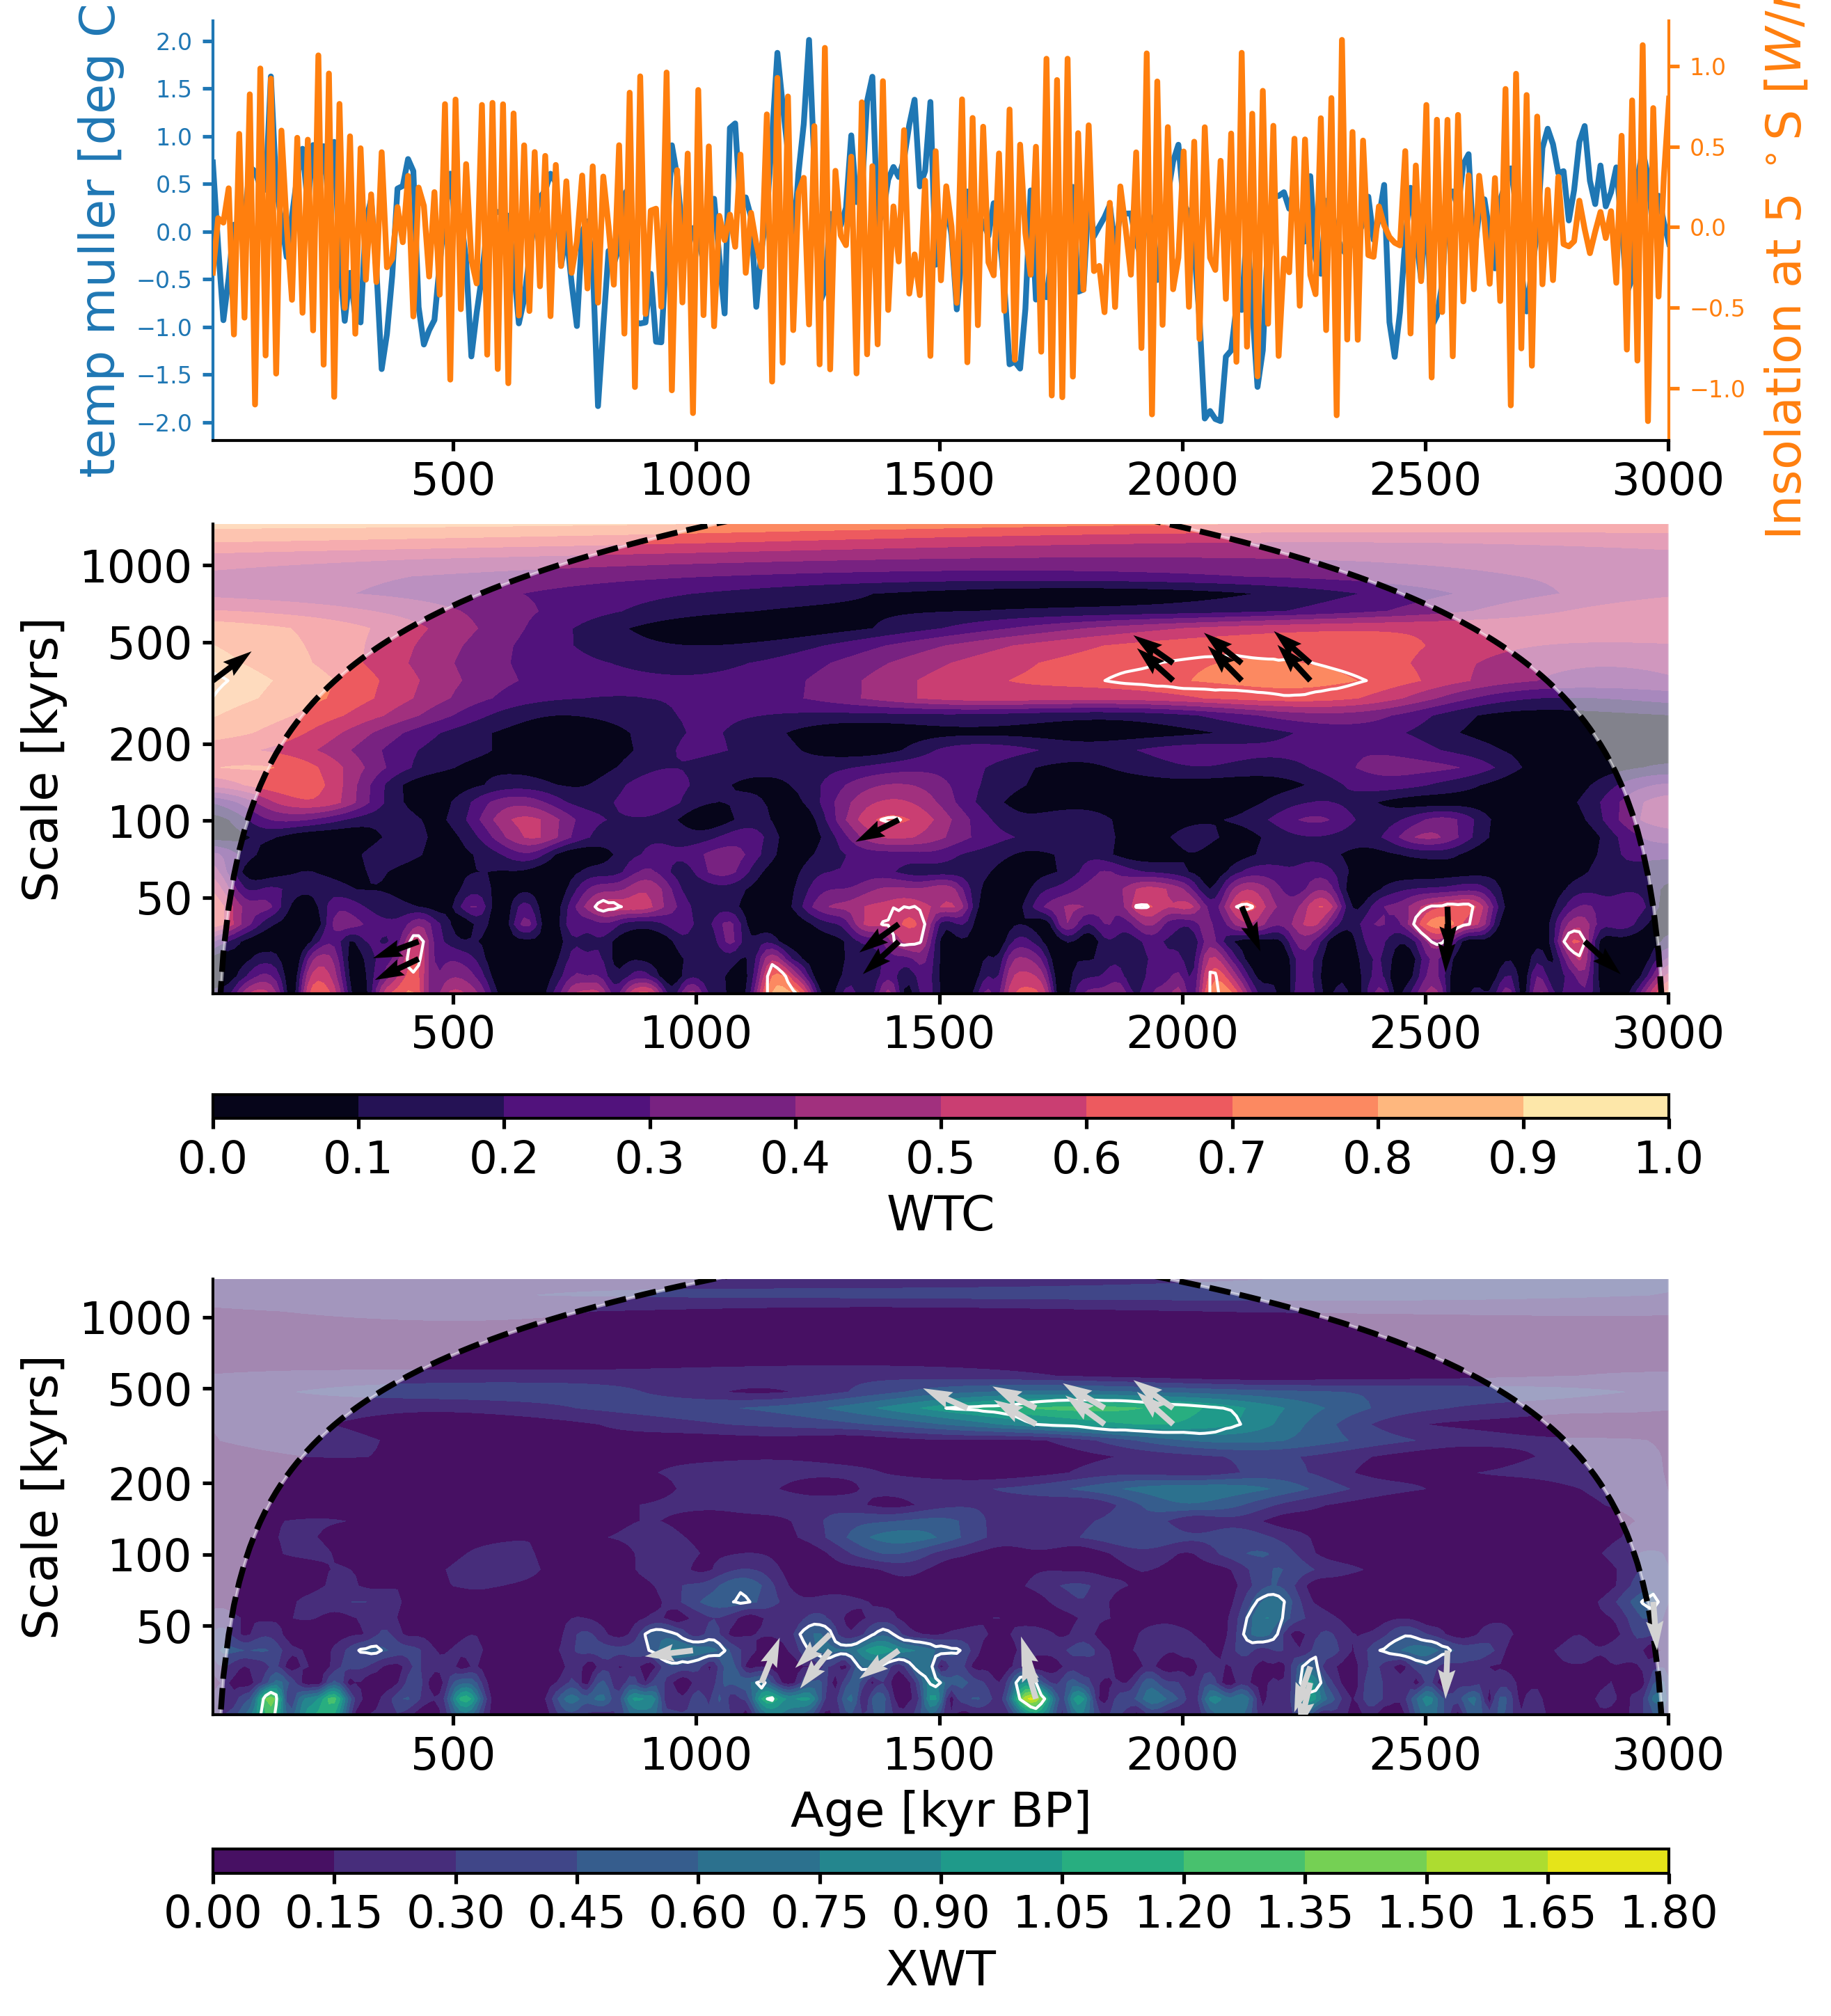 temp muller [deg C
2.0
1.5
1.0
0.5
0.0
−0.5
−1.0
−1.5
−2.0
1.0
0.5
0.0
−0.5
−1.0
Insolation at 5 °S [W/
500 1000 1500 2000 2500 3000
Scale [kyrs]
1000
500
200
100
50
500 1000 1500 2000 2500 3000
0.0 0.1 0.2 0.3 0.4 0.5 0.6 0.7 0.8 0.9 1.0
WTC
Scale [kyrs]
1000
500
200
100
50
500 1000 1500 2000 2500 3000
Age [kyr BP]
0.00 0.15 0.30 0.45 0.60 0.75 0.90 1.05 1.20 1.35 1.50 1.65 1.80
XWT